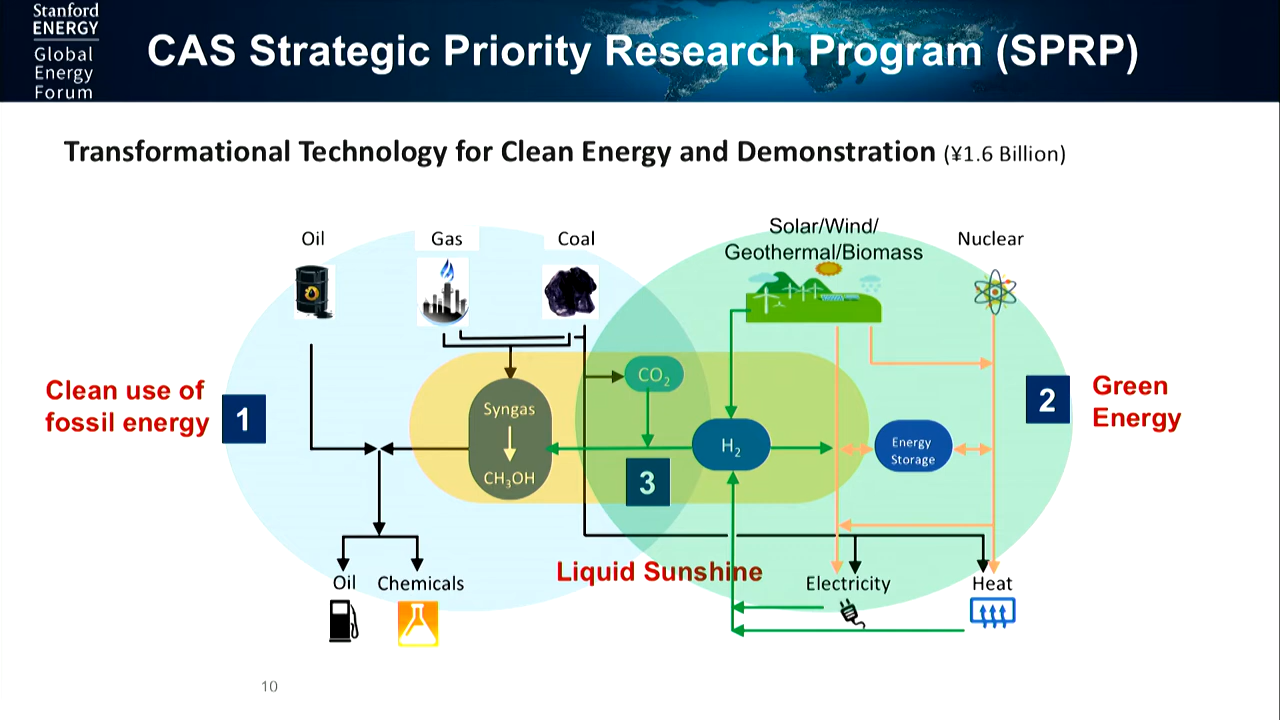 Stanford
ENERGY
Global
Energy
Forum
CAS Strategic Priority Research Program (SPRP)
Transformational Technology for Clean Energy and Demonstration (¥1.6 Billion)
Oil
Gas
Coal
Solar/Wind/
Geothermal/Biomass
Nuclear
Clean use of
fossil energy
1
Syngas
CH₃OH
CO₂
H₂
3
Energy
Storage
2
Green
Energy
Liquid Sunshine
Oil
Chemicals
Electricity
Heat
10